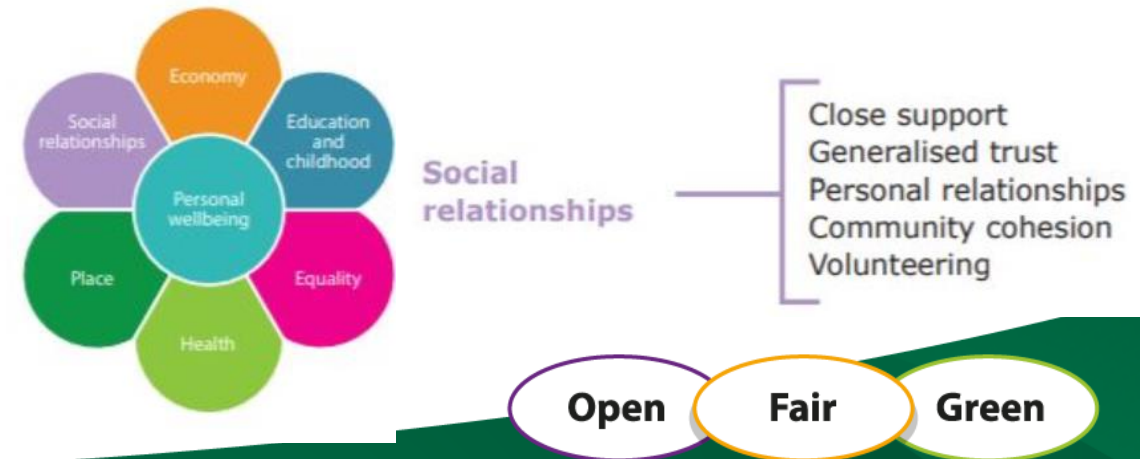 Economy
Social
relationships
Education
and
childhood
Personal
wellbeing
Place
Equality
Health
Social
relationships
Close support
Generalised trust
Personal relationships
Community cohesion
Volunteering
Open
Fair
Green